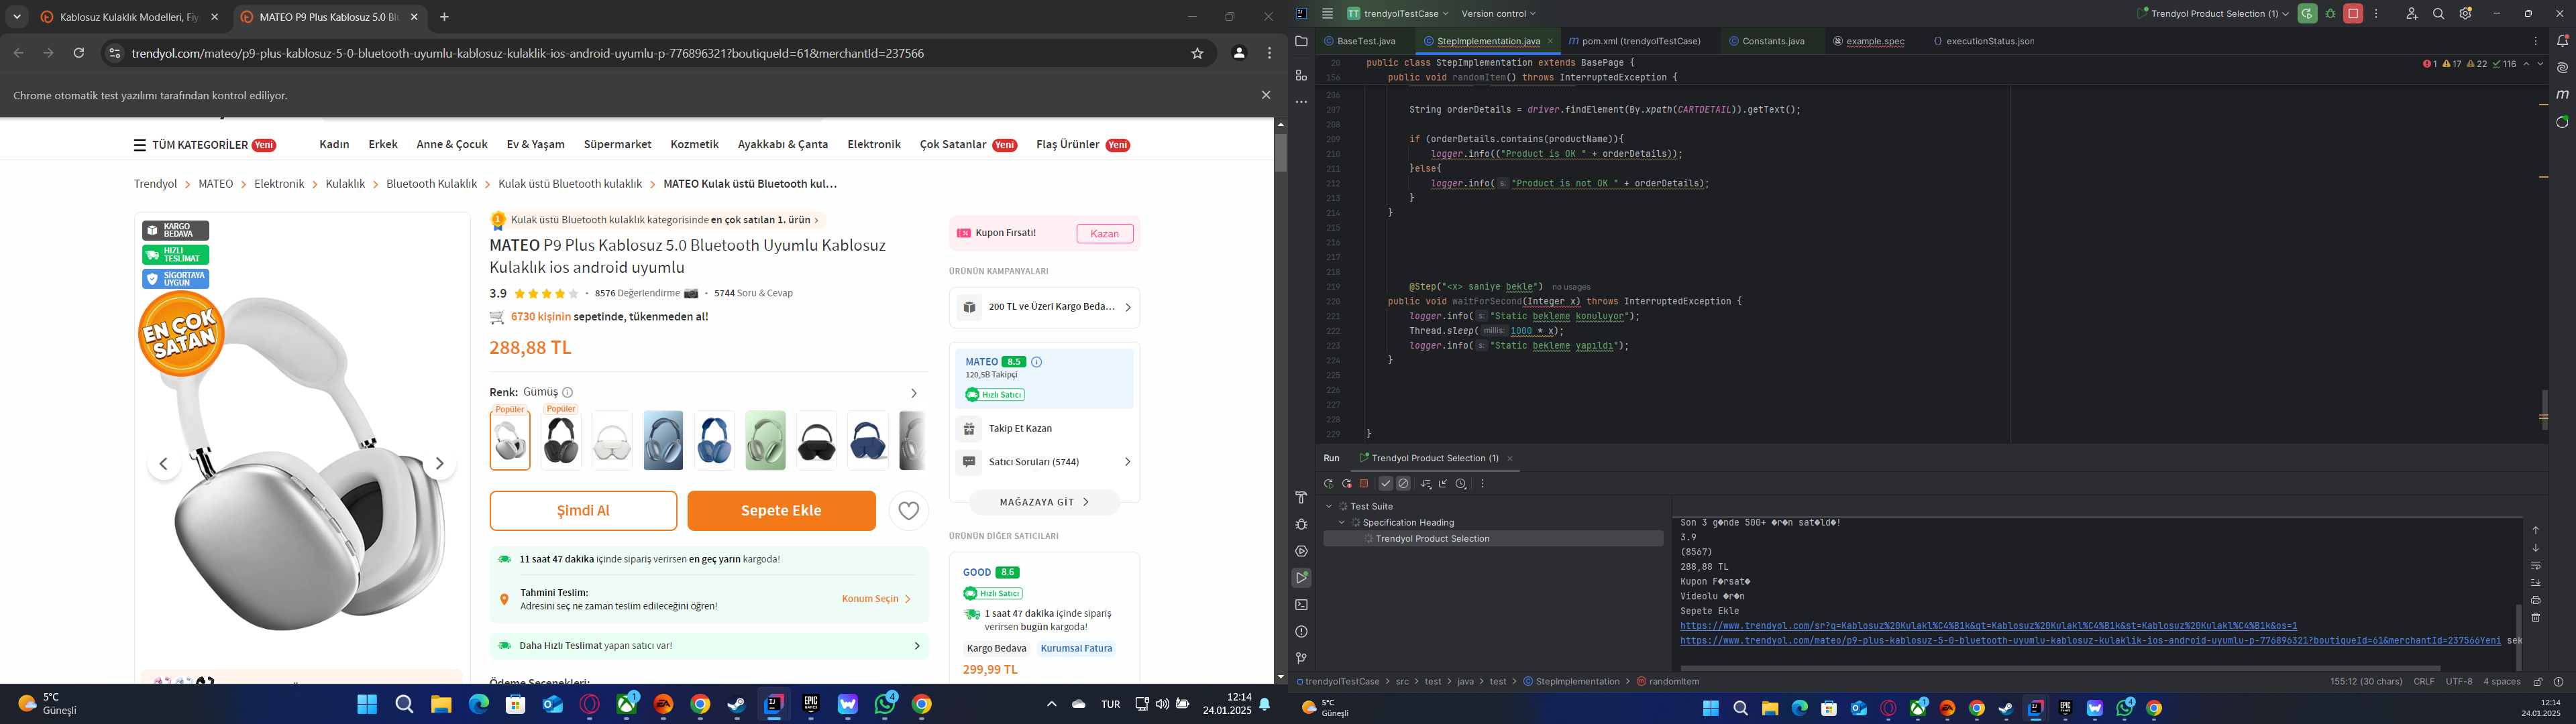 Kablosuz Kulaklık Modelleri, Fiy
MATEO P9 Plus Kablosuz 5.0 Bl
trendyol.com/mateo/p9-plus-kablosuz-5-0-bluetooth-uyumlu-kablosuz-kulaklik-ios-android-uyumlu-p-776896321?boutiqueId=61&merchantId=237566
Chrome otomatik test yazılımı tarafından kontrol ediliyor.
TÜM KATEGORİLER Yeni
Kadın Erkek Anne & Çocuk Ev & Yaşam Süpermarket Kozmetik Ayakkabı & Çanta Elektronik Çok Satanlar Yeni Flaş Ürünler Yeni
Trendyol > MATEO > Elektronik > Kulaklık > Bluetooth Kulaklık > Kulak üstü Bluetooth kulaklık > MATEO Kulak üstü Bluetooth kul...
KARGO BEDAVA
HIZLI TESLİMAT
SİGORTAYA UYGUN
EN ÇOK SATAN
1 Kulak üstü Bluetooth kulaklık kategorisinde en çok satılan 1. ürün >
MATEO P9 Plus Kablosuz 5.0 Bluetooth Uyumlu Kablosuz
Kulaklık ios android uyumlu
3.9 • 8576 Değerlendirme • 5744 Soru & Cevap
6730 kişinin sepetinde, tükenmeden al!
288,88 TL
Renk: Gümüş
Popüler
Popüler
Şimdi Al
Sepete Ekle
11 saat 47 dakika içinde sipariş verirsen en geç yarın kargoda!
Tahmini Teslim:
Adresini seç ne zaman teslim edileceğini öğren!
Konum Seçin >
Daha Hızlı Teslimat yapan satıcı var!
Ödeme Seçenekleri:
Kupon Fırsatı!
Kazan
ÜRÜNÜN KAMPANYALARI
200 TL ve Üzeri Kargo Beda...
MATEO 8.5
120,5B Takipçi
Hızlı Satıcı
Takip Et Kazan
Satıcı Soruları (5744)
MAĞAZAYA GİT >
ÜRÜNÜN DİĞER SATICILARI
GOOD 8.6
Hızlı Satıcı
1 saat 47 dakika içinde sipariş
verirsen bugün kargoda!
Kargo Bedava Kurumsal Fatura
299,99 TL
5°C
Güneşli
TUR
12:14
24.01.2025
TT trendyolTestCase
Version control
Trendyol Product Selection (1)
BaseTest.java StepImplementation.java pom.xml (trendyolTestCase) Constants.java example.spec executionStatus.json
1 17 22 116
20 public class StepImplementation extends BasePage {
156 public void randomItem() throws InterruptedException {
206
207 String orderDetails = driver.findElement(By.xpath(CARTDETAIL)).getText();
208
209 if (orderDetails.contains(productName)){
210 logger.info(("Product is OK " + orderDetails));
211 }else{
212 logger.info( s: "Product is not OK " + orderDetails);
213 }
214 }
215
216
217
218
219 @Step("<x> saniye bekle") no usages
220 public void waitForSecond(Integer x) throws InterruptedException {
221 logger.info( s: "Static bekleme konuluyor");
222 Thread.sleep( millis: 1000 * x);
223 logger.info( s: "Static bekleme yapıldı");
224 }
225
226
227
228
229 }
Run Trendyol Product Selection (1)
Test Suite
Specification Heading
Trendyol Product Selection
Son 3 g�nde 500+ �r�n sat�ld�!
3.9
(8567)
288,88 TL
Kupon F�rsat�
Videolu �r�n
Sepete Ekle
https://www.trendyol.com/sr?q=Kablosuz%20Kulakl%C4%B1k&qt=Kablosuz%20Kulakl%C4%B1k&st=Kablosuz%20Kulakl%C4%B1k&os=1
https://www.trendyol.com/mateo/p9-plus-kablosuz-5-0-bluetooth-uyumlu-kablosuz-kulaklik-ios-android-uyumlu-p-776896321?boutiqueId=61&merchantId=237566Yeni sek
trendyolTestCase > src > test > java > test > StepImplementation > randomItem
155:12 (30 chars) CRLF UTF-8 4 spaces
5°C
Güneşli
12:14
24.01.2025